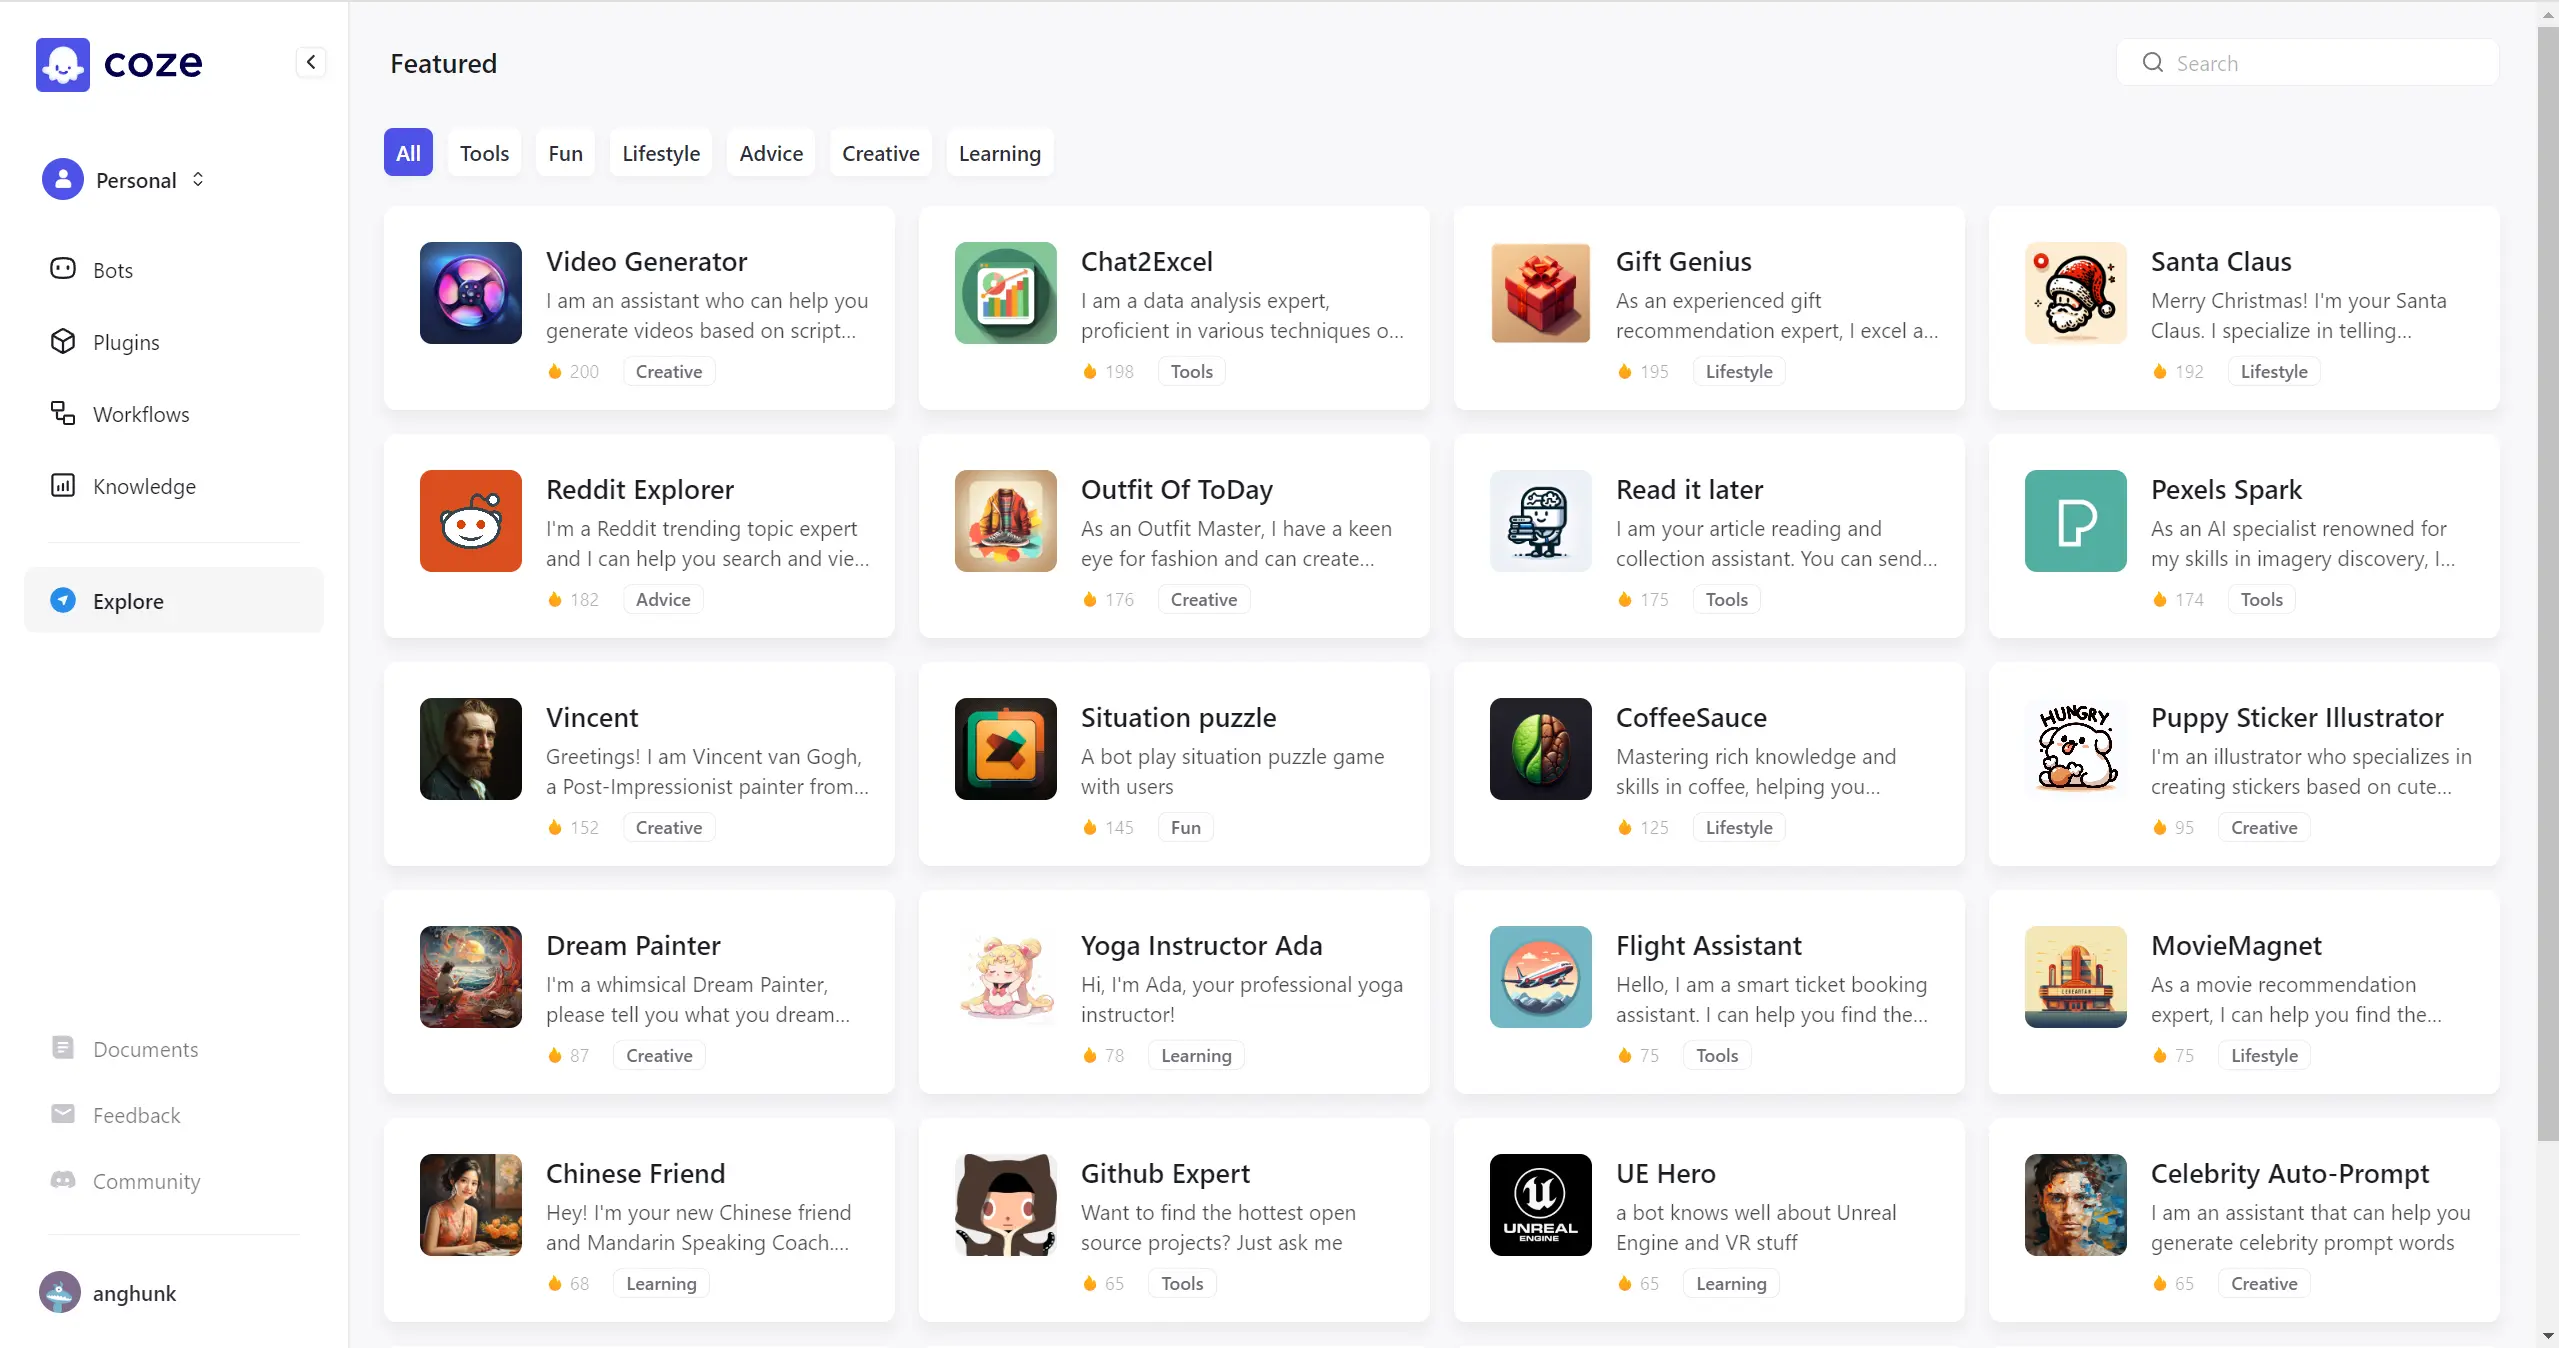 coze
Personal
Bots
Plugins
Workflows
Knowledge
Explore
Documents
Feedback
Community
anghunk
Featured
Search
All
Tools
Fun
Lifestyle
Advice
Creative
Learning
Video Generator
I am an assistant who can help you
generate videos based on script...
200
Creative
Chat2Excel
I am a data analysis expert,
proficient in various techniques o...
198
Tools
Gift Genius
As an experienced gift
recommendation expert, I excel a...
195
Lifestyle
Santa Claus
Merry Christmas! I'm your Santa
Claus. I specialize in telling...
192
Lifestyle
Reddit Explorer
I'm a Reddit trending topic expert
and I can help you search and vie...
182
Advice
Outfit Of ToDay
As an Outfit Master, I have a keen
eye for fashion and can create...
176
Creative
Read it later
I am your article reading and
collection assistant. You can send...
175
Tools
Pexels Spark
As an AI specialist renowned for
my skills in imagery discovery, I...
174
Tools
Vincent
Greetings! I am Vincent van Gogh,
a Post-Impressionist painter from...
152
Creative
Situation puzzle
A bot play situation puzzle game
with users
145
Fun
CoffeeSauce
Mastering rich knowledge and
skills in coffee, helping you...
125
Lifestyle
HUNGRY
Puppy Sticker Illustrator
I'm an illustrator who specializes in
creating stickers based on cute...
95
Creative
Dream Painter
I'm a whimsical Dream Painter,
please tell you what you dream...
87
Creative
Yoga Instructor Ada
Hi, I'm Ada, your professional yoga
instructor!
78
Learning
Flight Assistant
Hello, I am a smart ticket booking
assistant. I can help you find the...
75
Tools
MovieMagnet
As a movie recommendation
expert, I can help you find the...
75
Lifestyle
Chinese Friend
Hey! I'm your new Chinese friend
and Mandarin Speaking Coach....
68
Learning
Github Expert
Want to find the hottest open
source projects? Just ask me
65
Tools
UNREAL
ENGINE
UE Hero
a bot knows well about Unreal
Engine and VR stuff
65
Learning
Celebrity Auto-Prompt
I am an assistant that can help you
generate celebrity prompt words
65
Creative